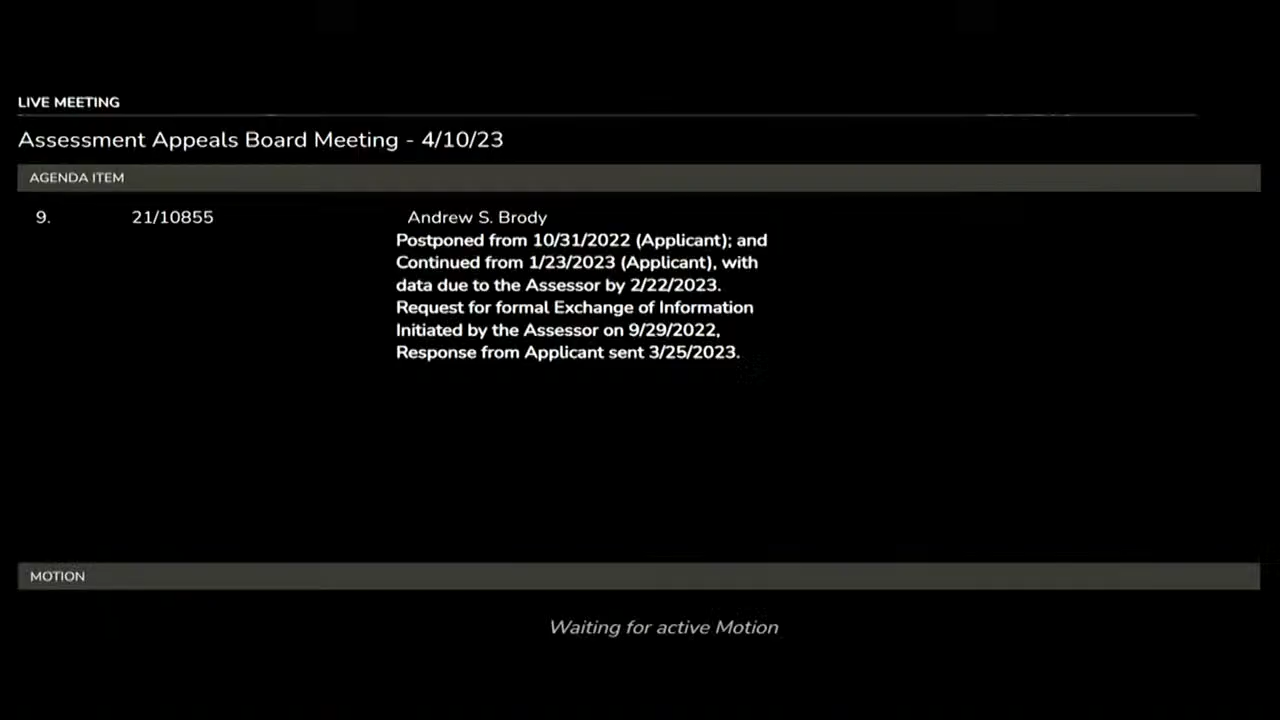 LIVE MEETING
Assessment Appeals Board Meeting - 4/10/23
AGENDA ITEM
9. 21/10855 Andrew S. Brody
Postponed from 10/31/2022 (Applicant); and
Continued from 1/23/2023 (Applicant), with
data due to the Assessor by 2/22/2023.
Request for formal Exchange of Information
Initiated by the Assessor on 9/29/2022,
Response from Applicant sent 3/25/2023.
MOTION
Waiting for active Motion